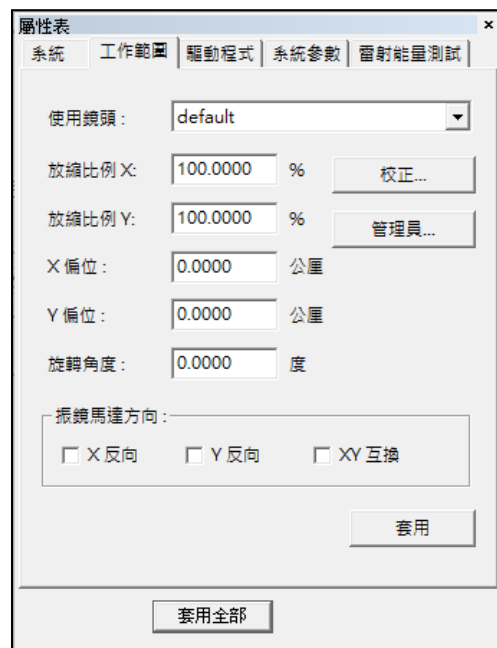 屬性表 ×
系統 工作範圍 驅動程式 系統參數 雷射能量測試
使用鏡頭 : default
放縮比例 X: 100.0000 % 校正...
放縮比例 Y: 100.0000 % 管理員...
X 偏位 : 0.0000 公厘
Y 偏位 : 0.0000 公厘
旋轉角度 : 0.0000 度
振鏡馬達方向 :
X 反向 Y 反向 XY 互換
套用
套用全部